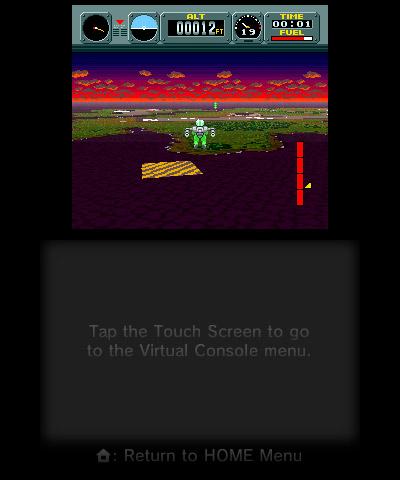 ALT
00012FT
19
TIME
00:01
FUEL
Tap the Touch Screen to go
to the Virtual Console menu.
: Return to HOME Menu